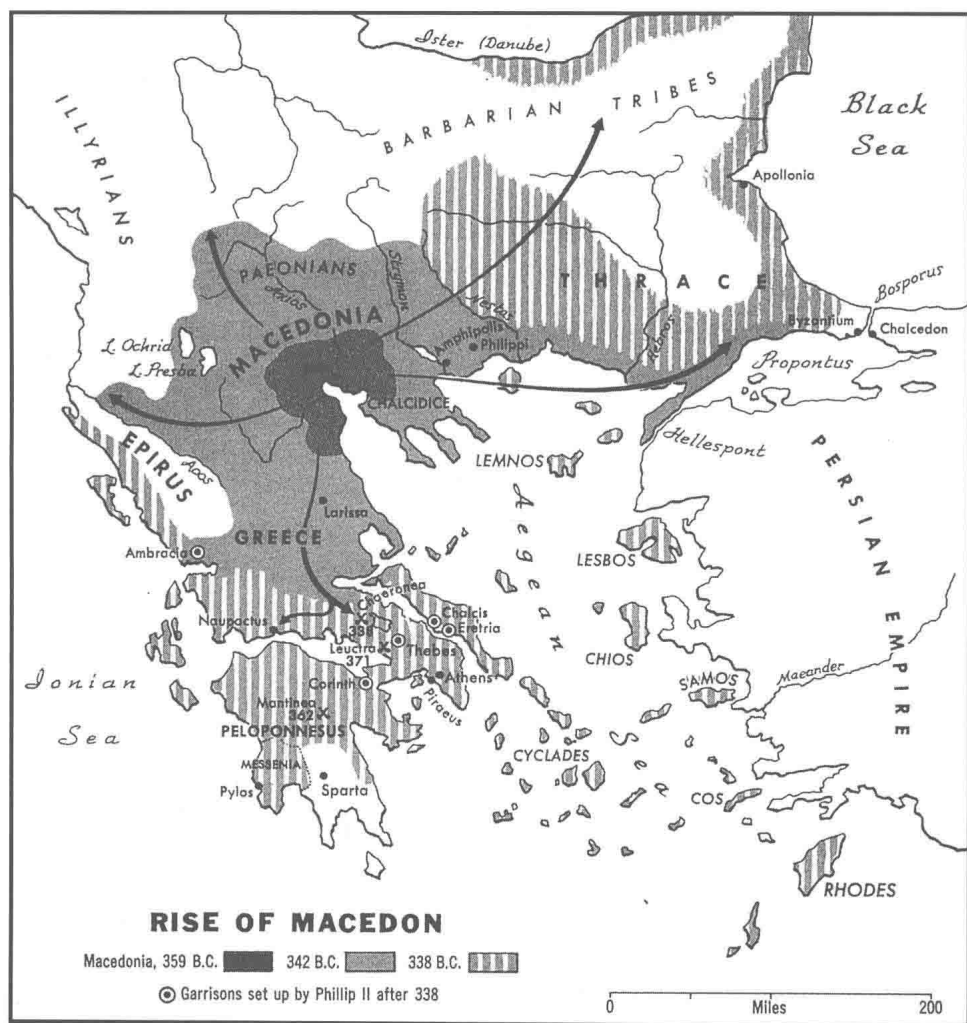 Ister (Danube)
BARBARIAN TRIBES
Black
Sea
ILLYRIANS
Apollonia
PAEONIANS
Axios
Strymon
Nestos
THRACE
Hebros
Bosporus
Byzantium
Chalcedon
MACEDONIA
Amphipolis
Philippi
L. Ochrid
L. Presba
Propontus
CHALCIDICE
Hellespont
EPIRUS
Aoos
LEMNOS
PERSIAN EMPIRE
Larissa
Aegean Sea
GREECE
Ambracia
LESBOS
Chaeronea
338
Chalcis
Eretria
Naupactus
Leuctra
371
Thebes
CHIOS
Athens
Piraeus
Corinth
SAMOS
Maeander
Ionian
Sea
Mantinea
362
PELOPONNESUS
CYCLADES
MESSENIA
Pylos
Sparta
COS
RHODES
RISE OF MACEDON
Macedonia, 359 B.C. 342 B.C. 338 B.C.
Garrisons set up by Phillip II after 338
0 Miles 200